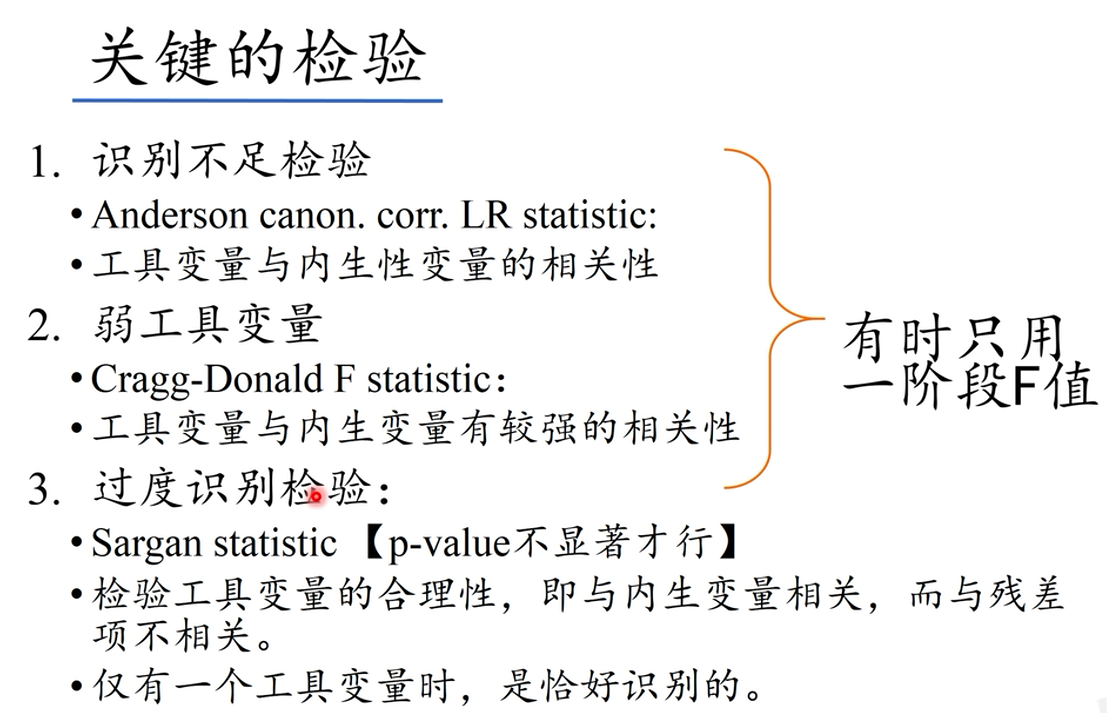 关键的检验
1. 识别不足检验
•Anderson canon. corr. LR statistic:
•工具变量与内生性变量的相关性
2. 弱工具变量
•Cragg-Donald F statistic：
•工具变量与内生变量有较强的相关性
有时只用
一阶段F值
3. 过度识别检验：
•Sargan statistic 【p-value不显著才行】
•检验工具变量的合理性，即与内生变量相关，而与残差
项不相关。
•仅有一个工具变量时，是恰好识别的。